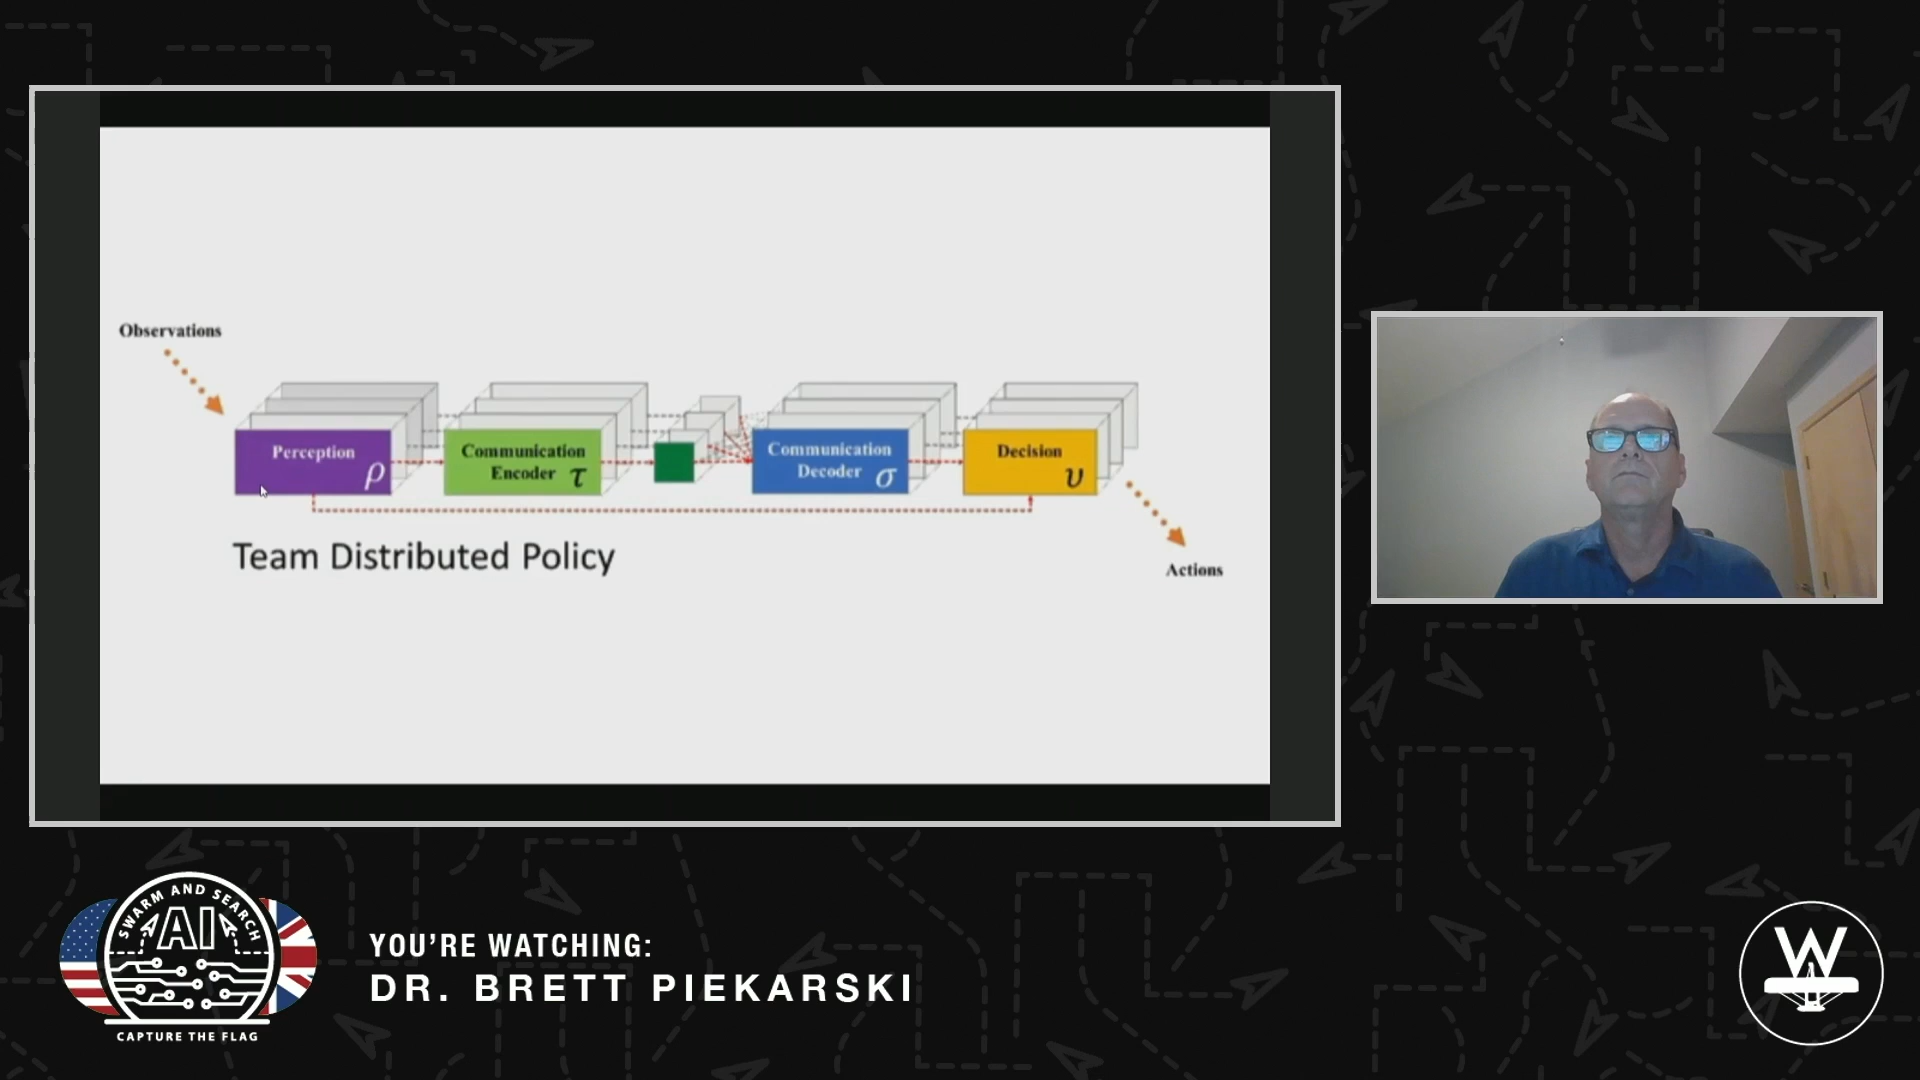 Observations
Perception
ρ
Communication
Encoder τ
Communication
Decoder σ
Decision
υ
Team Distributed Policy
Actions
SWARM AND SEARCH
AI
CAPTURE THE FLAG
YOU'RE WATCHING:
DR. BRETT PIEKARSKI
W